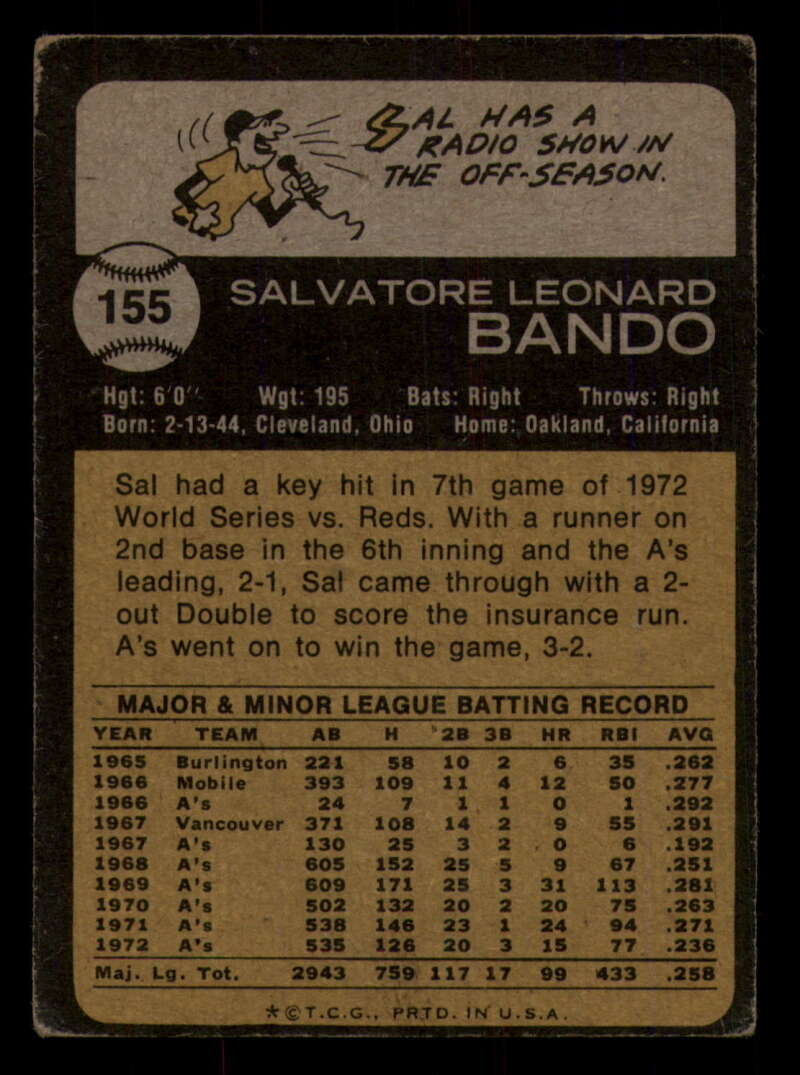 SAL HAS A
RADIO SHOW IN
THE OFF-SEASON.
155
SALVATORE LEONARD
BANDO
Hgt: 6'0" Wgt: 195 Bats: Right Throws: Right
Born: 2-13-44, Cleveland, Ohio Home: Oakland, California
Sal had a key hit in 7th game of 1972
World Series vs. Reds. With a runner on
2nd base in the 6th inning and the A's
leading, 2-1, Sal came through with a 2-
out Double to score the insurance run.
A's went on to win the game, 3-2.
MAJOR & MINOR LEAGUE BATTING RECORD
YEAR TEAM AB H 2B 3B HR RBI AVG
1965 Burlington 221 58 10 2 6 35 .262
1966 Mobile 393 109 11 4 12 50 .277
1966 A's 24 7 1 1 0 1 .292
1967 Vancouver 371 108 14 2 9 55 .291
1967 A's 130 25 3 2 0 6 .192
1968 A's 605 152 25 5 9 67 .251
1969 A's 609 171 25 3 31 113 .281
1970 A's 502 132 20 2 20 75 .263
1971 A's 538 146 23 1 24 94 .271
1972 A's 535 126 20 3 15 77 .236
Maj. Lg. Tot. 2943 759 117 17 99 433 .258
*©T.C.G., PRTD. IN U.S.A.